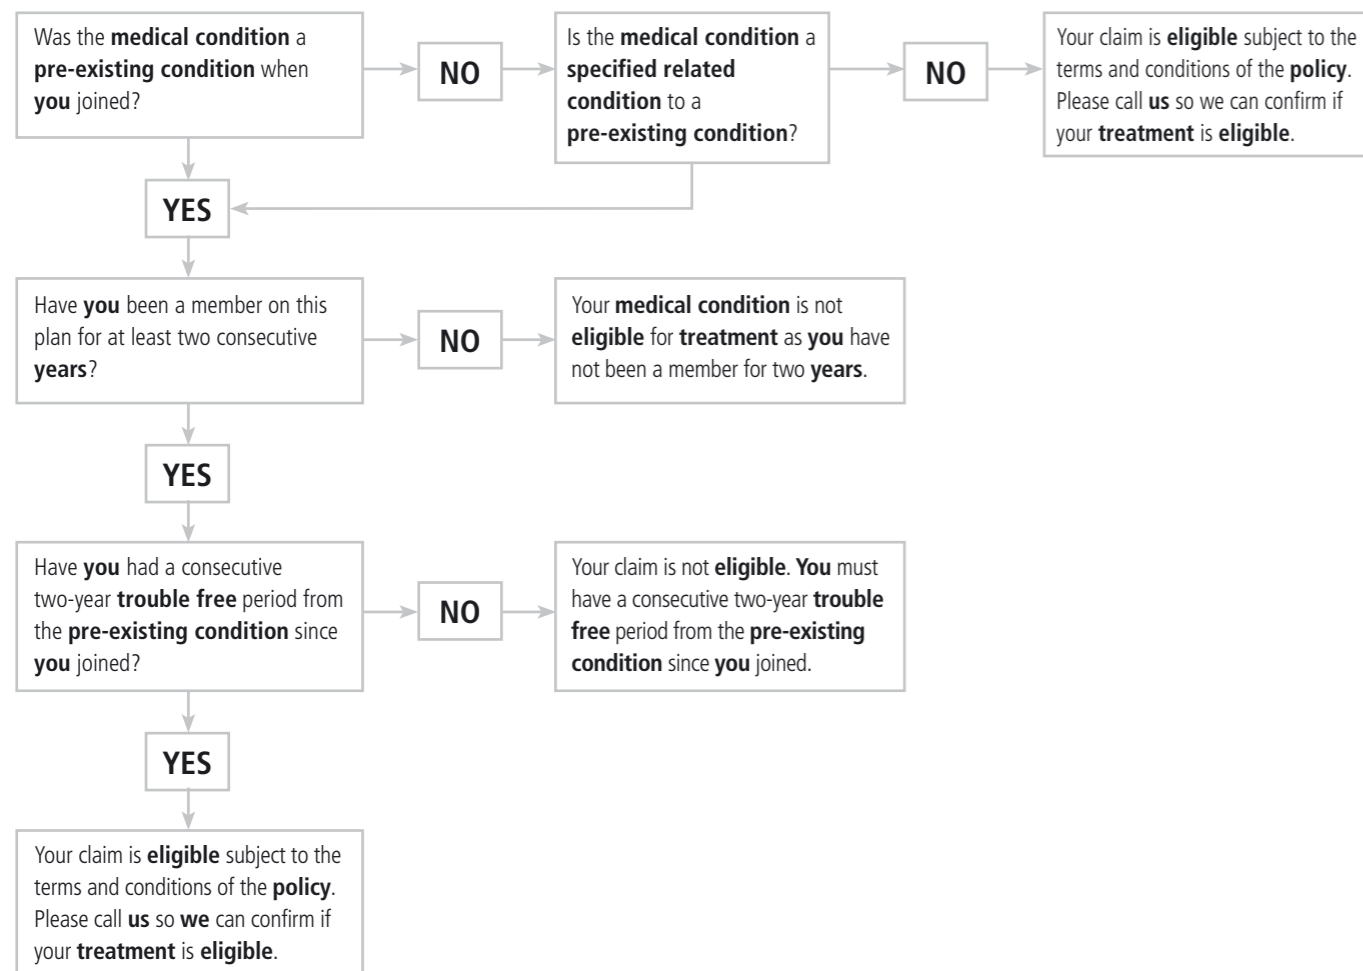 Was the medical condition a
pre-existing condition when
you joined?
NO
Is the medical condition a
specified related
condition to a
pre-existing condition?
NO
Your claim is eligible subject to the
terms and conditions of the policy.
Please call us so we can confirm if
your treatment is eligible.
YES
Have you been a member on this
plan for at least two consecutive
years?
NO
Your medical condition is not
eligible for treatment as you have
not been a member for two years.
YES
Have you had a consecutive
two-year trouble free period from
the pre-existing condition since
you joined?
NO
Your claim is not eligible. You must
have a consecutive two-year trouble
free period from the pre-existing
condition since you joined.
YES
Your claim is eligible subject to the
terms and conditions of the policy.
Please call us so we can confirm if
your treatment is eligible.